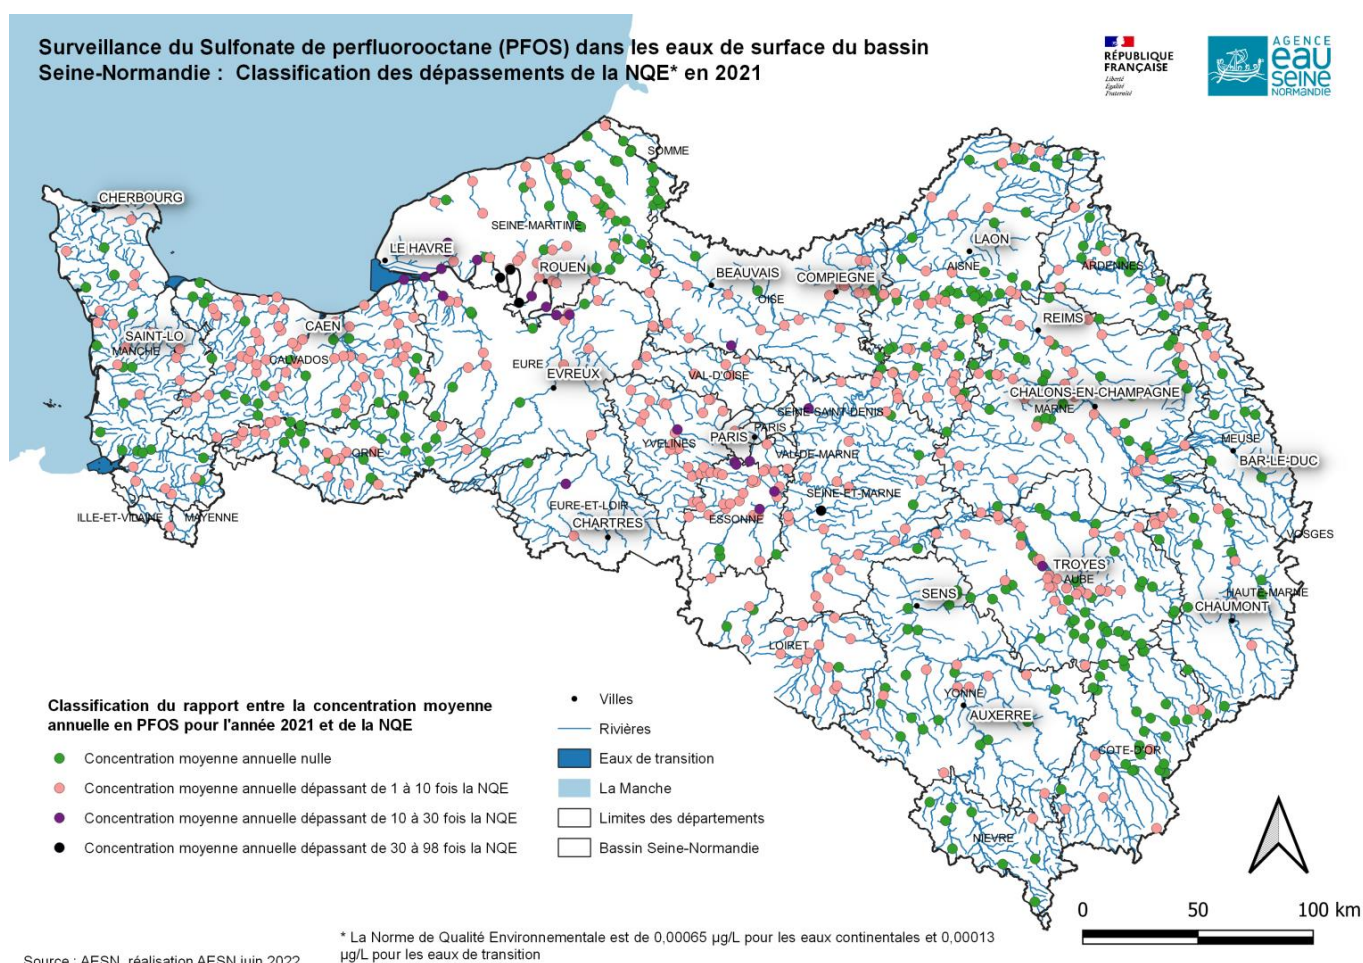 Surveillance du Sulfonate de perfluorooctane (PFOS) dans les eaux de surface du bassin
Seine-Normandie : Classification des dépassements de la NQE* en 2021
RÉPUBLIQUE
FRANÇAISE
Liberté
Égalité
Fraternité
AGENCE
eau
SEINE
NORMANDIE
SOMME
CHERBOURG
SEINE-MARITIME
LE HAVRE
ROUEN
LAON
AISNE
ARDENNES
BEAUVAIS
COMPIEGNE
OISE
REIMS
CAEN
SAINT-LO
MANCHE
CALVADOS
EURE
EVREUX
VAL-D'OISE
CHALONS-EN-CHAMPAGNE
MARNE
SEINE-SAINT-DENIS
PARIS
PARIS
YVELINES
VAL-DE-MARNE
MEUSE
BAR-LE-DUC
ORNE
SEINE-ET-MARNE
EURE-ET-LOIR
ESSONNE
ILLE-ET-VILAINE
MAYENNE
CHARTRES
VOSGES
TROYES
AUBE
SENS
HAUTE-MARNE
CHAUMONT
LOIRET
YONNE
AUXERRE
COTE-D'OR
NIEVRE
Classification du rapport entre la concentration moyenne
annuelle en PFOS pour l'année 2021 et de la NQE
Concentration moyenne annuelle nulle
Concentration moyenne annuelle dépassant de 1 à 10 fois la NQE
Concentration moyenne annuelle dépassant de 10 à 30 fois la NQE
Concentration moyenne annuelle dépassant de 30 à 98 fois la NQE
Villes
Rivières
Eaux de transition
La Manche
Limites des départements
Bassin Seine-Normandie
0 50 100 km
* La Norme de Qualité Environnementale est de 0,00065 µg/L pour les eaux continentales et 0,00013
µg/L pour les eaux de transition
Source : AESN, réalisation AESN juin 2022